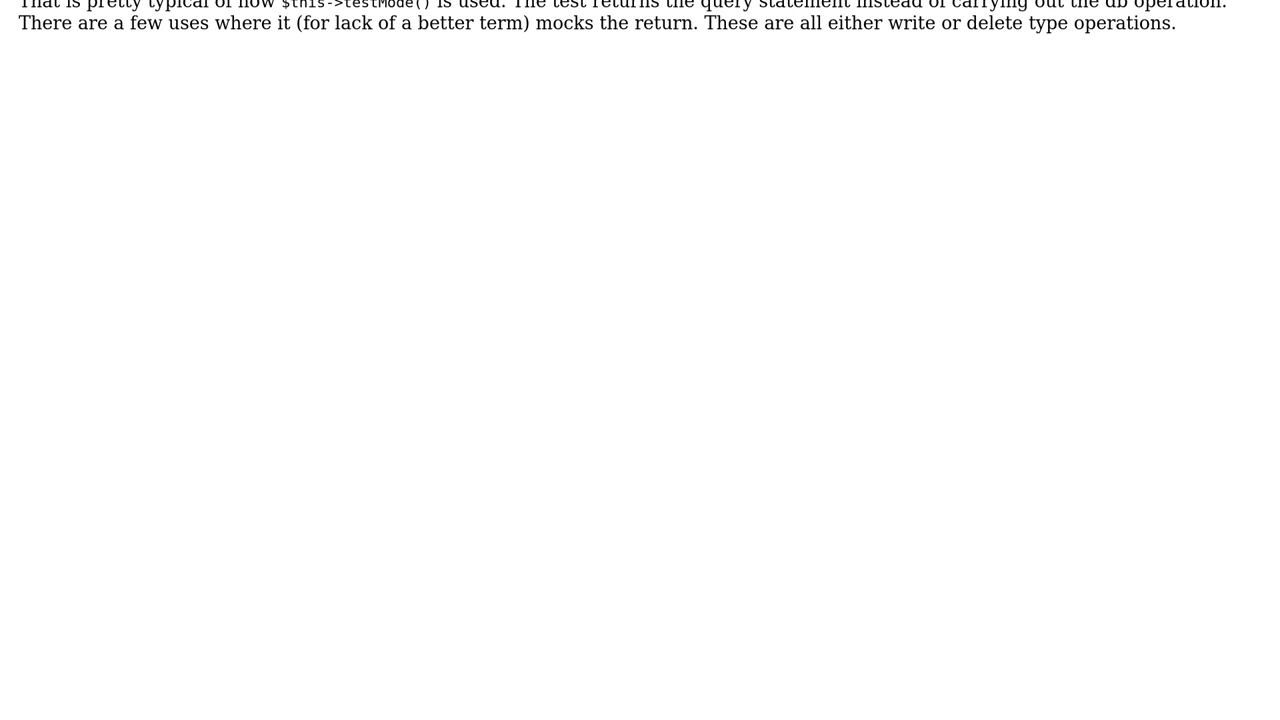 That is pretty typical of how $this->testMode() is used. The test returns the query statement instead of carrying out the db operation.
There are a few uses where it (for lack of a better term) mocks the return. These are all either write or delete type operations.